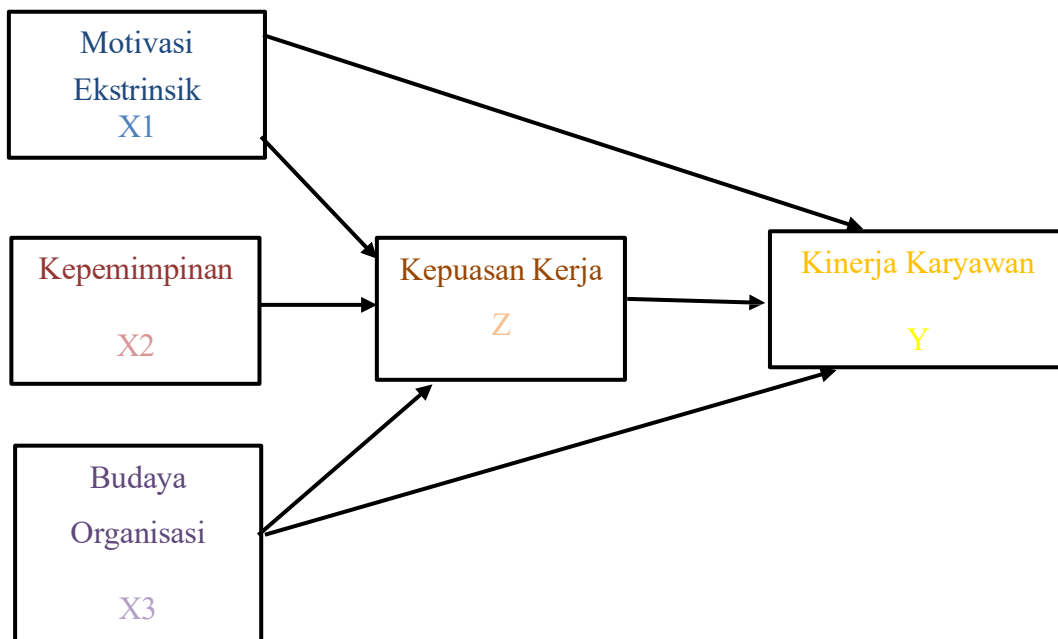 Motivasi
Ekstrinsik
X1
Kepemimpinan
X2
Kepuasan Kerja
Z
Kinerja Karyawan
Y
Budaya
Organisasi
X3